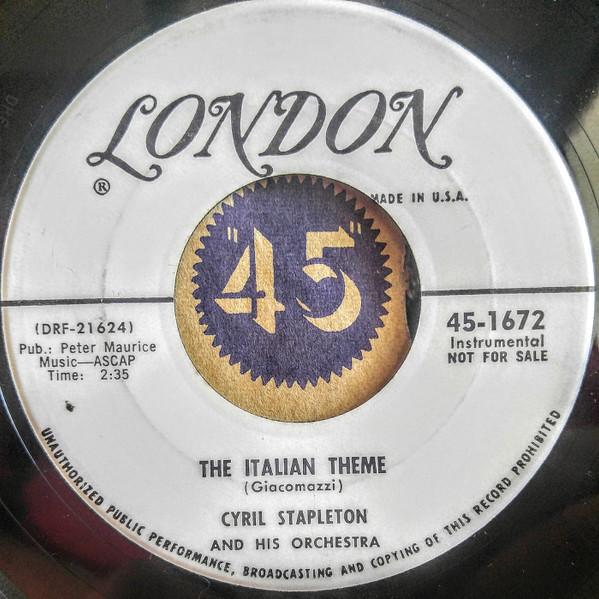 LONDON
®
MADE IN U.S.A.
"45"
(DRF-21624)
Pub.: Peter Maurice
Music—ASCAP
Time: 2:35
45-1672
Instrumental
NOT FOR SALE
THE ITALIAN THEME
(Giacomazzi)
CYRIL STAPLETON
AND HIS ORCHESTRA
UNAUTHORIZED PUBLIC PERFORMANCE, BROADCASTING AND COPYING OF THIS RECORD PROHIBITED